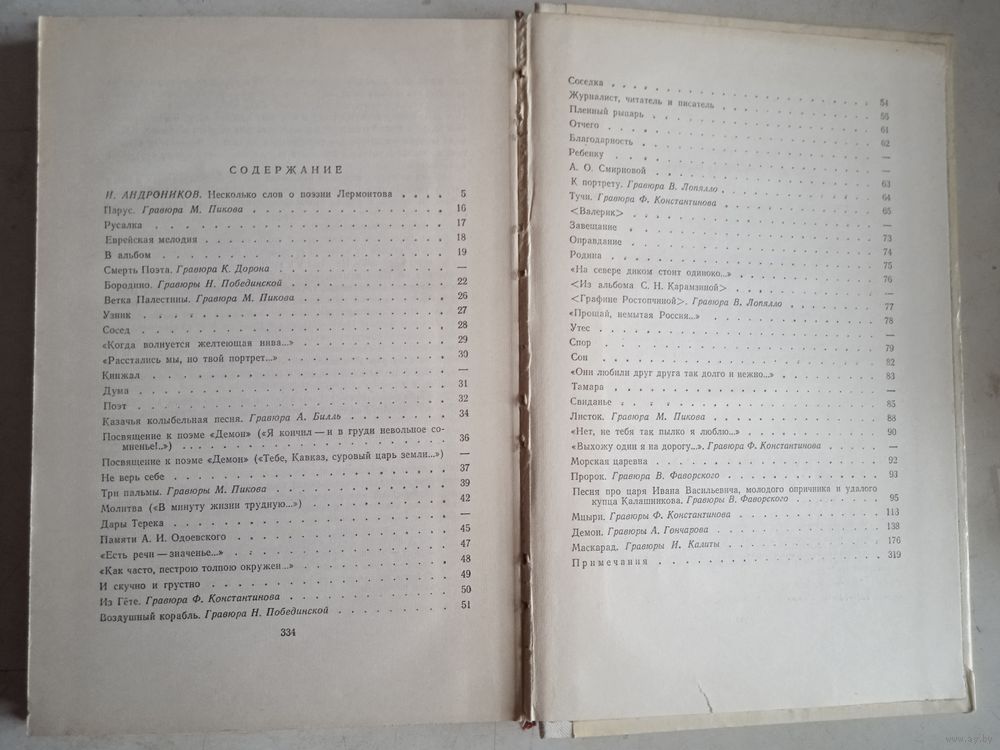 СОДЕРЖАНИЕ
И. АНДРОНИКОВ. Несколько слов о поэзии Лермонтова . . . . 5
Парус. Гравюра М. Пикова . . . . 16
Русалка . . . . 17
Еврейская мелодия . . . . 18
В альбом . . . . 19
Смерть Поэта. Гравюра К. Дорона . . . . —
Бородино. Гравюры Н. Побединской . . . . 22
Ветка Палестины. Гравюра М. Пикова . . . . 26
Узник . . . . 27
Сосед . . . . 28
«Когда волнуется желтеющая нива...» . . . . 29
«Расстались мы, но твой портрет...» . . . . 30
Кинжал . . . . —
Дума . . . . 31
Поэт . . . . 32
Казачья колыбельная песня. Гравюра А. Билль . . . . 34
Посвящение к поэме «Демон» («Я кончил — и в груди невольное со-
мненье!..») . . . . 36
Посвящение к поэме «Демон» («Тебе, Кавказ, суровый царь земли...») —
Не верь себе . . . . 37
Три пальмы. Гравюры М. Пикова . . . . 39
Молитва («В минуту жизни трудную...») . . . . 42
Дары Терека . . . . —
Памяти А. И. Одоевского . . . . 45
«Есть речи — значенье...» . . . . 47
«Как часто, пестрою толпою окружен...» . . . . 48
И скучно и грустно . . . . 49
Из Гёте. Гравюра Ф. Константинова . . . . 50
Воздушный корабль. Гравюра Н. Побединской . . . . 51
334
Соседка . . . . 54
Журналист, читатель и писатель . . . . 56
Пленный рыцарь . . . . 61
Отчего . . . . 62
Благодарность . . . . —
Ребенку . . . . —
А. О. Смирновой . . . . 63
К портрету. Гравюра В. Лопялло . . . . 64
Тучи. Гравюра Ф. Константинова . . . . 65
<Валерик> . . . . —
Завещание . . . . 73
Оправдание . . . . 74
Родина . . . . 75
«На севере диком стоит одиноко...» . . . . 76
<Из альбома С. Н. Карамзиной> . . . . —
<Графине Ростопчиной>. Гравюра В. Лопялло . . . . 77
«Прощай, немытая Россия...» . . . . 78
Утес . . . . —
Спор . . . . 79
Сон . . . . 82
«Они любили друг друга так долго и нежно...» . . . . 83
Тамара . . . . —
Свиданье . . . . 85
Листок. Гравюра М. Пикова . . . . 88
«Нет, не тебя так пылко я люблю...» . . . . 90
«Выхожу один я на дорогу...». Гравюра Ф. Константинова —
Морская царевна . . . . 92
Пророк. Гравюра В. Фаворского . . . . 93
Песня про царя Ивана Васильевича, молодого опричника и удалого
купца Калашникова. Гравюры В. Фаворского . . . . 95
Мцыри. Гравюры Ф. Константинова . . . . 113
Демон. Гравюры А. Гончарова . . . . 138
Маскарад. Гравюры И. Калиты . . . . 176
Примечания . . . . 319
www.ay.by